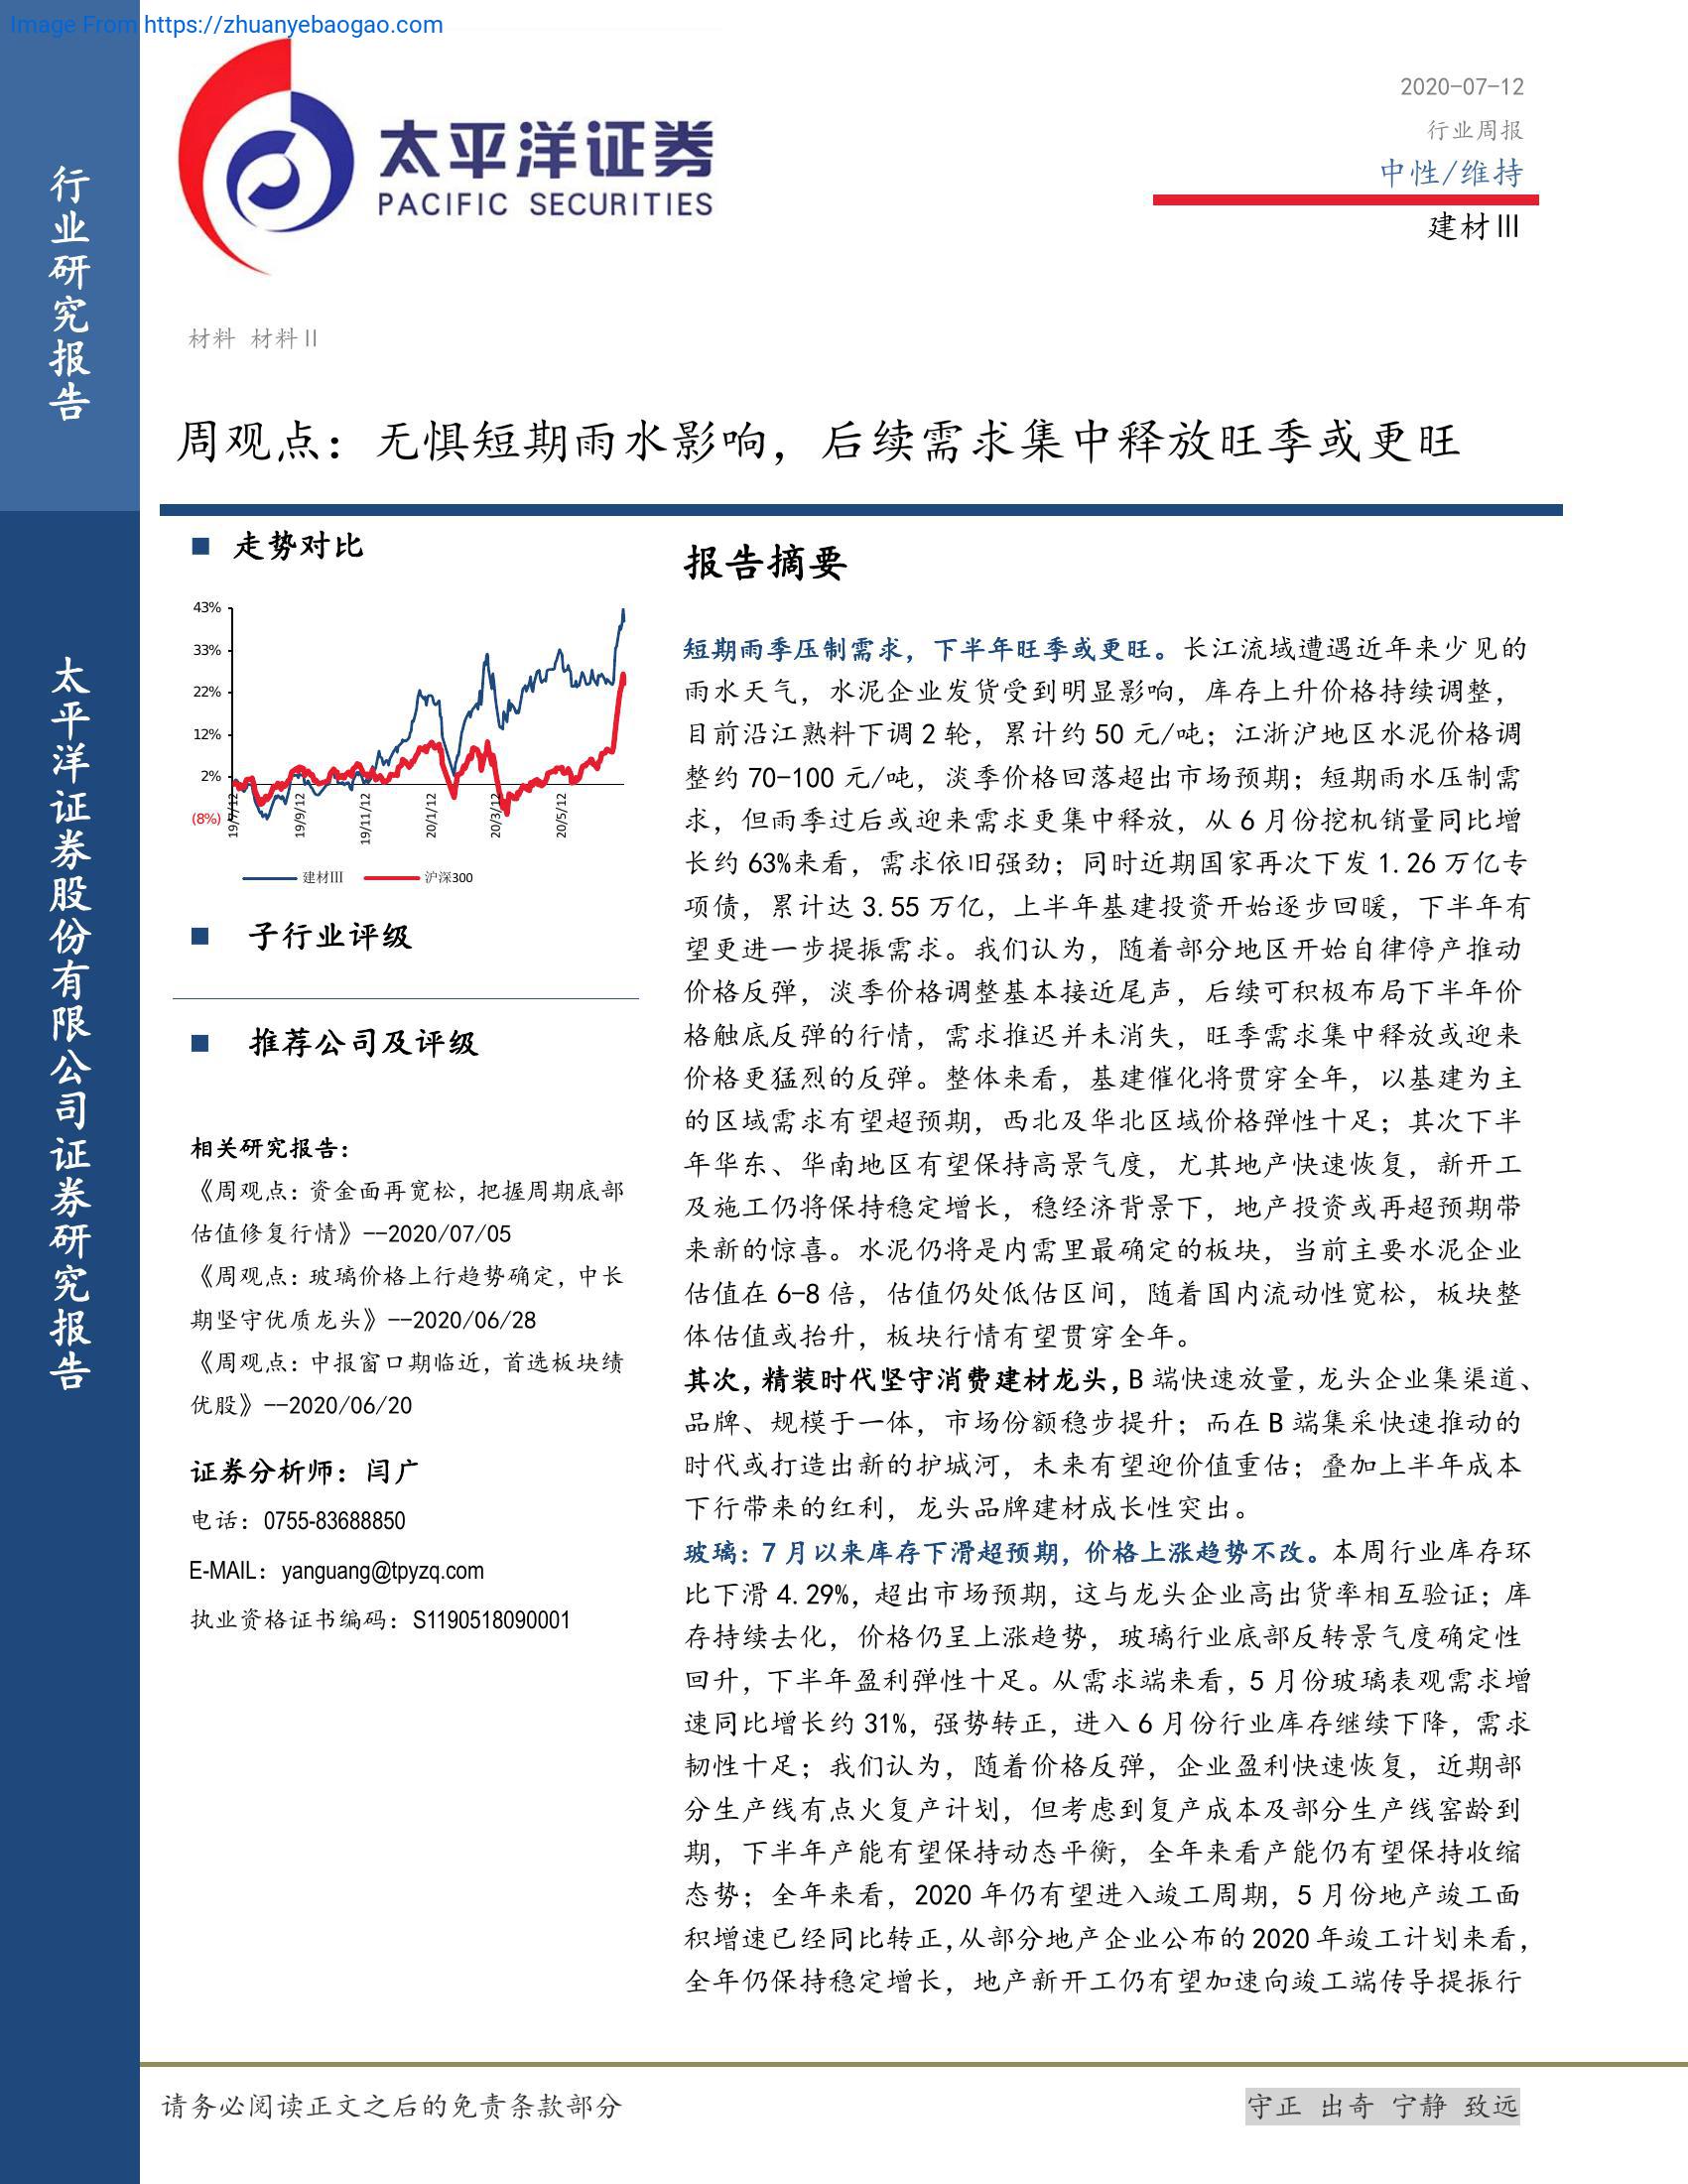 Image From https://zhuanyebaogao.com
行业研究报告
太平洋证券股份有限公司证券研究报告
太平洋证券
PACIFIC SECURITIES
2020-07-12
行业周报
中性/维持
建材III
材料 材料II
周观点：无惧短期雨水影响，后续需求集中释放旺季或更旺
■ 走势对比
43%
33%
22%
12%
2%
(8%)
19/7/12
19/9/12
19/11/12
20/1/12
20/3/12
20/5/12
建材III
沪深300
■ 子行业评级
■ 推荐公司及评级
相关研究报告：
《周观点：资金面再宽松，把握周期底部
估值修复行情》--2020/07/05
《周观点：玻璃价格上行趋势确定，中长
期坚守优质龙头》--2020/06/28
《周观点：中报窗口期临近，首选板块绩
优股》--2020/06/20
证券分析师：闫广
电话：0755-83688850
E-MAIL：yanguang@tpyzq.com
执业资格证书编码：S1190518090001
报告摘要
短期雨季压制需求，下半年旺季或更旺。长江流域遭遇近年来少见的
雨水天气，水泥企业发货受到明显影响，库存上升价格持续调整，
目前沿江熟料下调 2 轮，累计约 50 元/吨；江浙沪地区水泥价格调
整约 70-100 元/吨，淡季价格回落超出市场预期；短期雨水压制需
求，但雨季过后或迎来需求更集中释放，从 6 月份挖机销量同比增
长约 63%来看，需求依旧强劲；同时近期国家再次下发 1.26 万亿专
项债，累计达 3.55 万亿，上半年基建投资开始逐步回暖，下半年有
望更进一步提振需求。我们认为，随着部分地区开始自律停产推动
价格反弹，淡季价格调整基本接近尾声，后续可积极布局下半年价
格触底反弹的行情，需求推迟并未消失，旺季需求集中释放或迎来
价格更猛烈的反弹。整体来看，基建催化将贯穿全年，以基建为主
的区域需求有望超预期，西北及华北区域价格弹性十足；其次下半
年华东、华南地区有望保持高景气度，尤其地产快速恢复，新开工
及施工仍将保持稳定增长，稳经济背景下，地产投资或再超预期带
来新的惊喜。水泥仍将是内需里最确定的板块，当前主要水泥企业
估值在 6-8 倍，估值仍处低估区间，随着国内流动性宽松，板块整
体估值或抬升，板块行情有望贯穿全年。
其次，精装时代坚守消费建材龙头，B 端快速放量，龙头企业集渠道、
品牌、规模于一体，市场份额稳步提升；而在 B 端集采快速推动的
时代或打造出新的护城河，未来有望迎价值重估；叠加上半年成本
下行带来的红利，龙头品牌建材成长性突出。
玻璃：7 月以来库存下滑超预期，价格上涨趋势不改。本周行业库存环
比下滑 4.29%，超出市场预期，这与龙头企业高出货率相互验证；库
存持续去化，价格仍呈上涨趋势，玻璃行业底部反转景气度确定性
回升，下半年盈利弹性十足。从需求端来看，5 月份玻璃表观需求增
速同比增长约 31%，强势转正，进入 6 月份行业库存继续下降，需求
韧性十足；我们认为，随着价格反弹，企业盈利快速恢复，近期部
分生产线有点火复产计划，但考虑到复产成本及部分生产线窑龄到
期，下半年产能有望保持动态平衡，全年来看产能仍有望保持收缩
态势；全年来看，2020 年仍有望进入竣工周期，5 月份地产竣工面
积增速已经同比转正，从部分地产企业公布的 2020 年竣工计划来看，
全年仍保持稳定增长，地产新开工仍有望加速向竣工端传导提振行
请务必阅读正文之后的免责条款部分
守正 出奇 宁静 致远